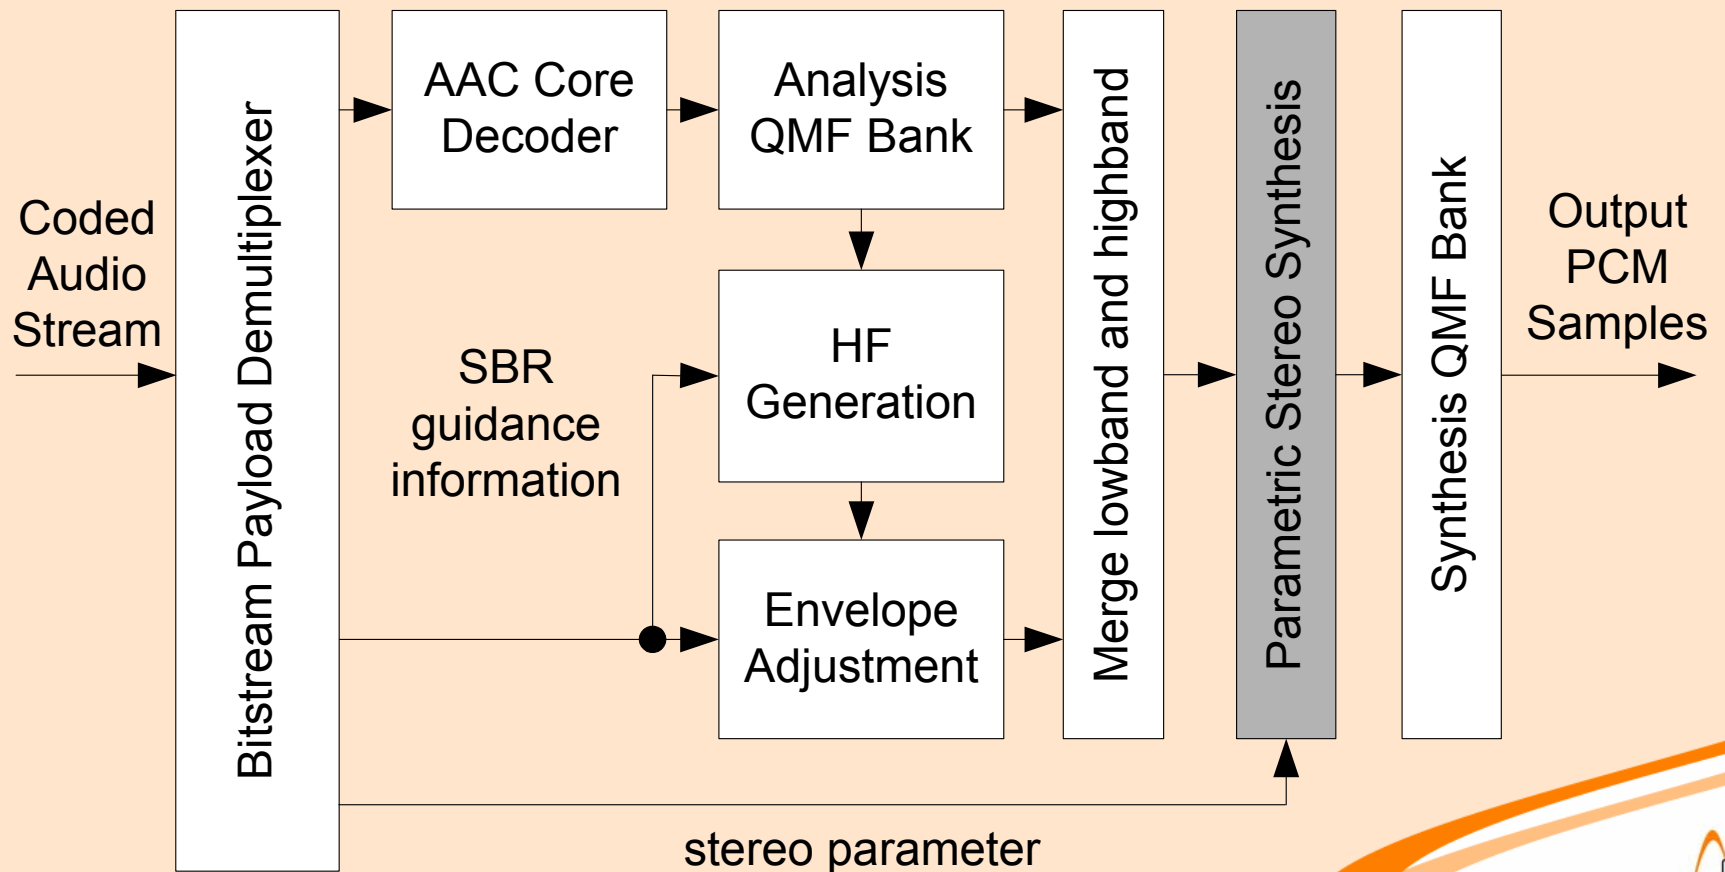 Coded
Audio
Stream
Bitstream Payload Demultiplexer
AAC Core
Decoder
Analysis
QMF Bank
SBR
guidance
information
HF
Generation
Envelope
Adjustment
Merge lowband and highband
Parametric Stereo Synthesis
Synthesis QMF Bank
Output
PCM
Samples
stereo parameter